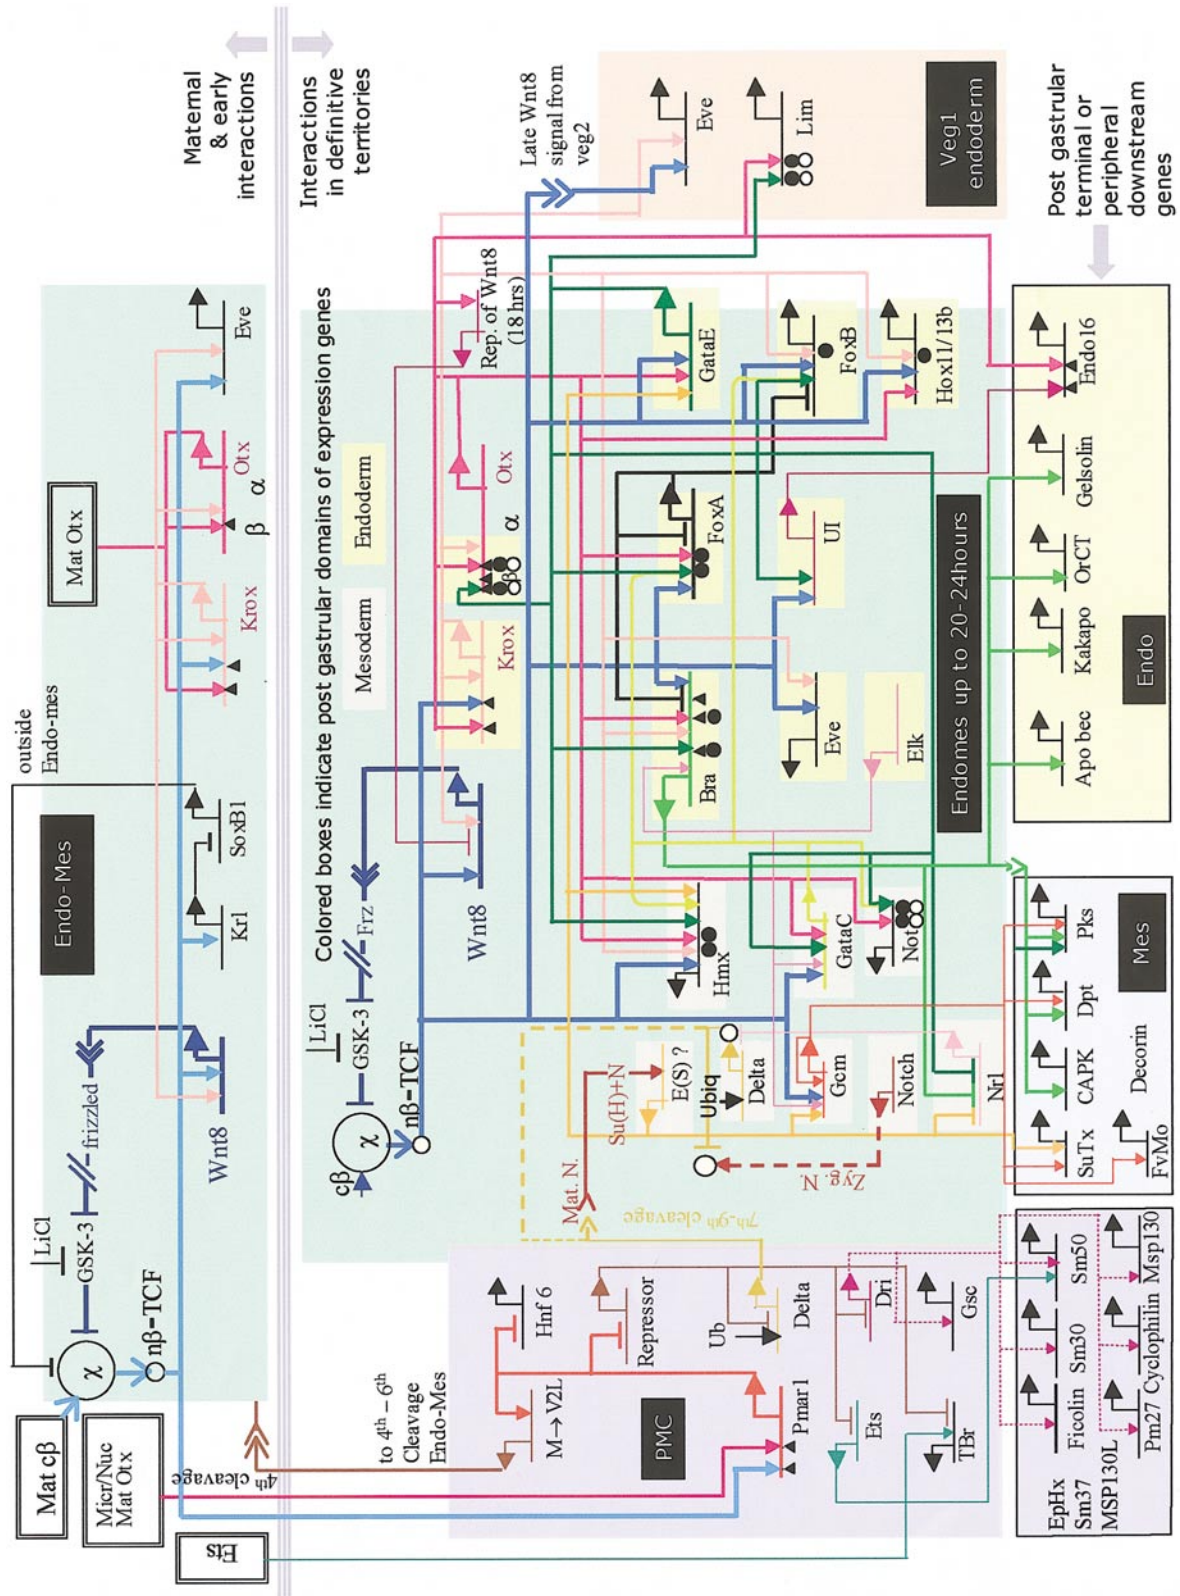 Maternal
& early
interactions
Interactions
in definitive
territories
Mat cβ
Micr/Nuc
Mat Otx
Ets
Mat Otx
Endo-Mes
outside
Endo-mes
LiCl
GSK-3
frizzled
χ
nβ-TCF
Wnt8
Krl
SoxB1
Krox
Otx
β
α
Eve
4th cleavage
to 4th – 6th
Cleavage
Endo-Mes
Colored boxes indicate post gastrular domains of expression genes
Mesoderm
Endoderm
LiCl
GSK-3
Frz
cβ
χ
nβ-TCF
Wnt8
Krox
Otx
α
β
Rep. of Wnt8
(18 hrs)
Late Wnt8
signal from
veg2
Eve
Lim
Veg1
endoderm
PMC
Hnf 6
M→V2L
Repressor
Pmar1
Ub
Delta
Ets
Dri
TBr
Gsc
7th-9th cleavage
Mat. N.
Su(H)+N
E(S) ?
Ubiq
Delta
Gcm
Zyg. N.
Notch
Nrl
Hmx
GataC
Not
Bra
FoxA
GataE
FoxB
Hox11/13b
Eve
UI
Elk
Endomes up to 20-24hours
Post gastrular
terminal or
peripheral
downstream
genes
EpHx
Sm37
MSP130L
Ficolin
Sm30
Sm50
Pm27
Cyclophilin
Msp130
SuTx
CAPK
Dpt
Pks
FvMo
Decorin
Mes
Apo bec
Kakapo
OrCT
Gelsolin
Endo16
Endo